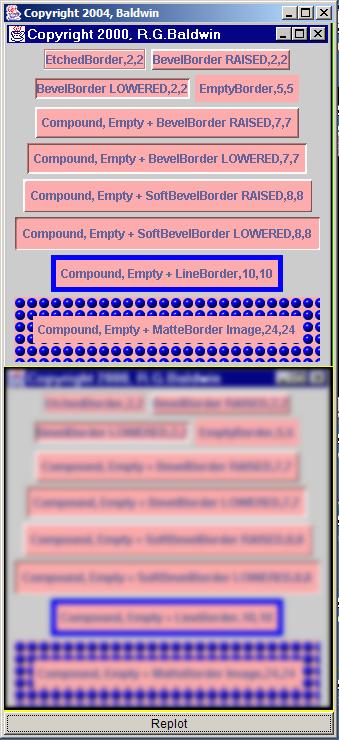 Copyright 2004, Baldwin
Copyright 2000, R.G.Baldwin
EtchedBorder,2,2 BevelBorder RAISED,2,2
BevelBorder LOWERED,2,2 EmptyBorder,5,5
Compound, Empty + BevelBorder RAISED,7,7
Compound, Empty + BevelBorder LOWERED,7,7
Compound, Empty + SoftBevelBorder RAISED,8,8
Compound, Empty + SoftBevelBorder LOWERED,8,8
Compound, Empty + LineBorder,10,10
Compound, Empty + MatteBorder Image,24,24
Copyright 2000, R.G.Baldwin
EtchedBorder,2,2 BevelBorder RAISED,2,2
BevelBorder LOWERED,2,2 EmptyBorder,5,5
Compound, Empty + BevelBorder RAISED,7,7
Compound, Empty + BevelBorder LOWERED,7,7
Compound, Empty + SoftBevelBorder RAISED,8,8
Compound, Empty + SoftBevelBorder LOWERED,8,8
Compound, Empty + LineBorder,10,10
Compound, Empty + MatteBorder Image,24,24
Replot